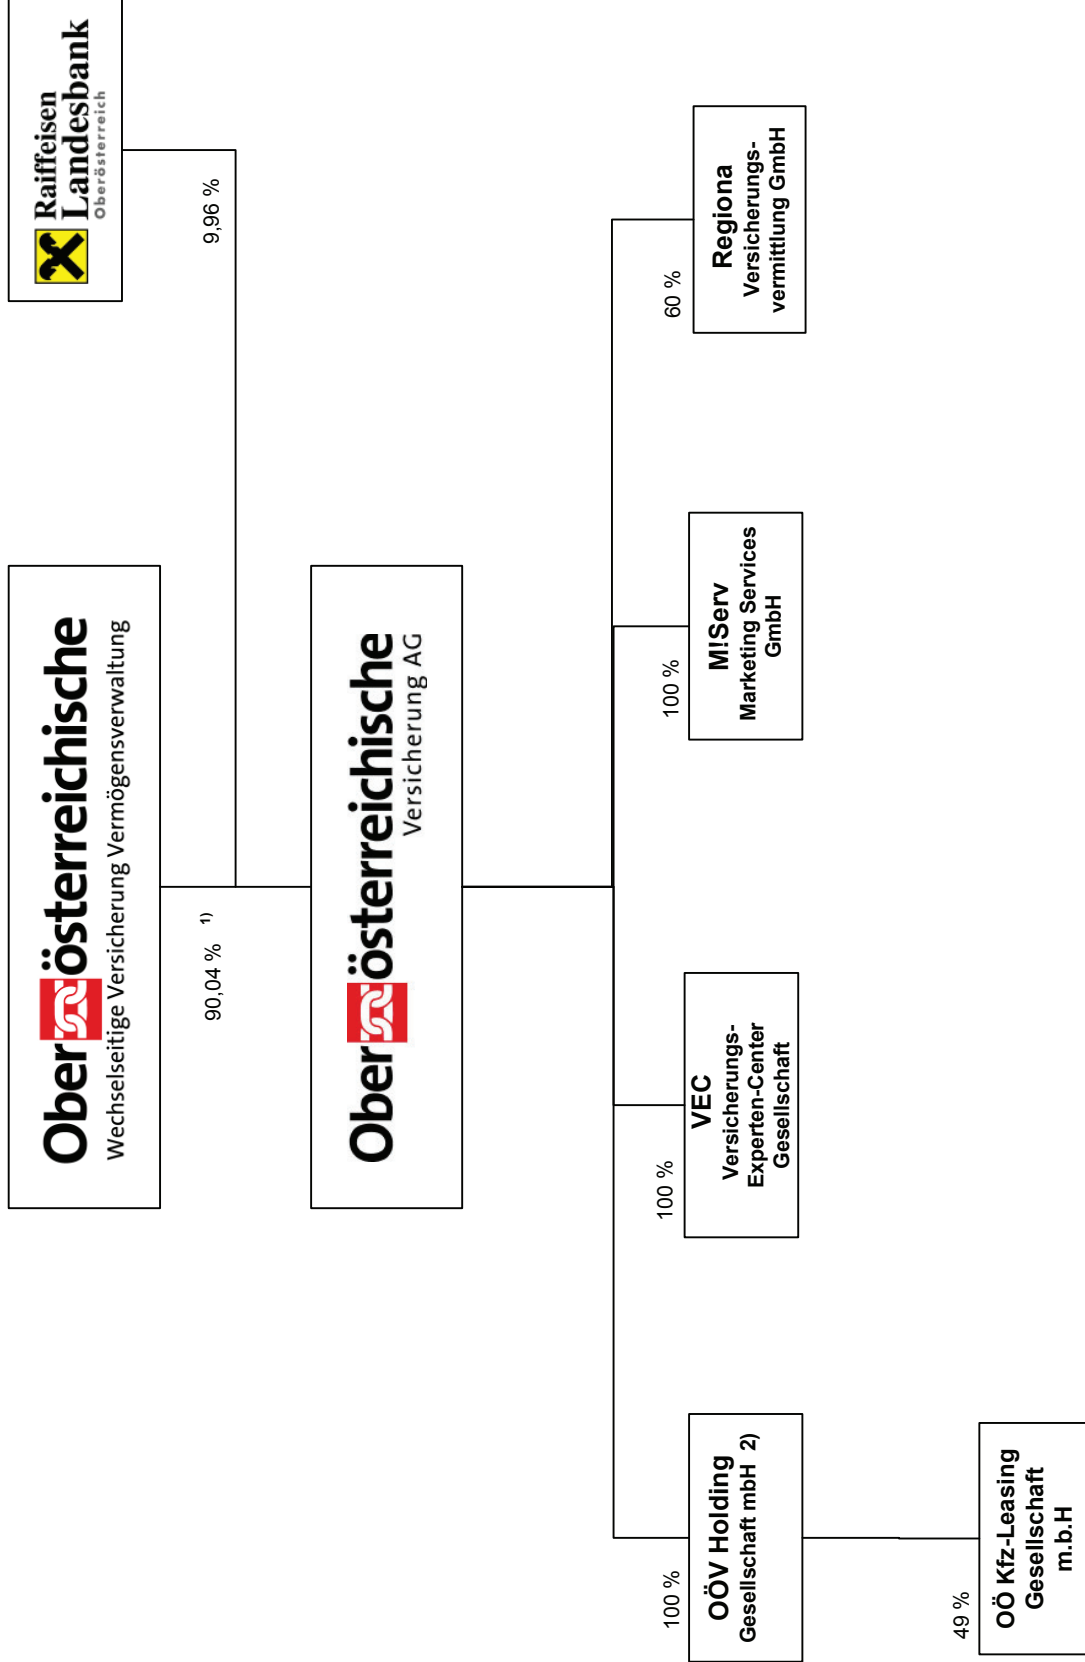 Oberösterreichische
Wechselseitige Versicherung Vermögensverwaltung
Raiffeisen
Landesbank
Oberösterreich
90,04 % 1)
9,96 %
Oberösterreichische
Versicherung AG
100 %
OÖV Holding
Gesellschaft mbH 2)
100 %
VEC
Versicherungs-
Experten-Center
Gesellschaft
100 %
M!Serv
Marketing Services
GmbH
60 %
Regiona
Versicherungs-
vermittlung GmbH
49 %
OÖ Kfz-Leasing
Gesellschaft
m.b.H